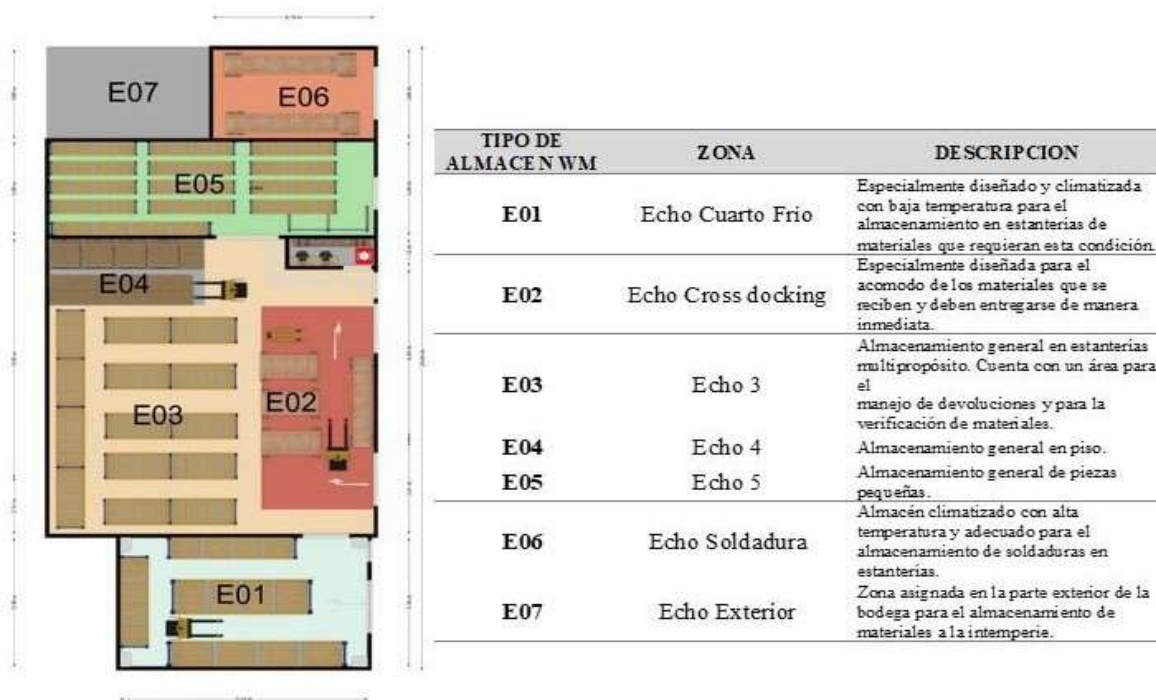 E07
E06
E05
E04
E03
E02
E01
TIPO DE
ALMACEN WM
ZONA
DESCRIPCION
E01
Echo Cuarto Frio
Especialmente diseñado y climatizada
con baja temperatura para el
almacenamiento en estanterias de
materiales que requieran esta condición.
E02
Echo Cross docking
Especialmente diseñada para el
acomodo de los materiales que se
reciben y deben entregarse de manera
inmediata.
E03
Echo 3
Almacenamiento general en estanterias
multipropósito. Cuenta con un área para
el
manejo de devoluciones y para la
verificación de materiales.
E04
Echo 4
Almacenamiento general en piso.
E05
Echo 5
Almacenamiento general de piezas
pequeñas.
E06
Echo Soldadura
Almacén climatizado con alta
temperatura y adecuado para el
almacenamiento de soldaduras en
estanterias.
E07
Echo Exterior
Zona asignada en la parte exterior de la
bodega para el almacenamiento de
materiales a la intemperie.